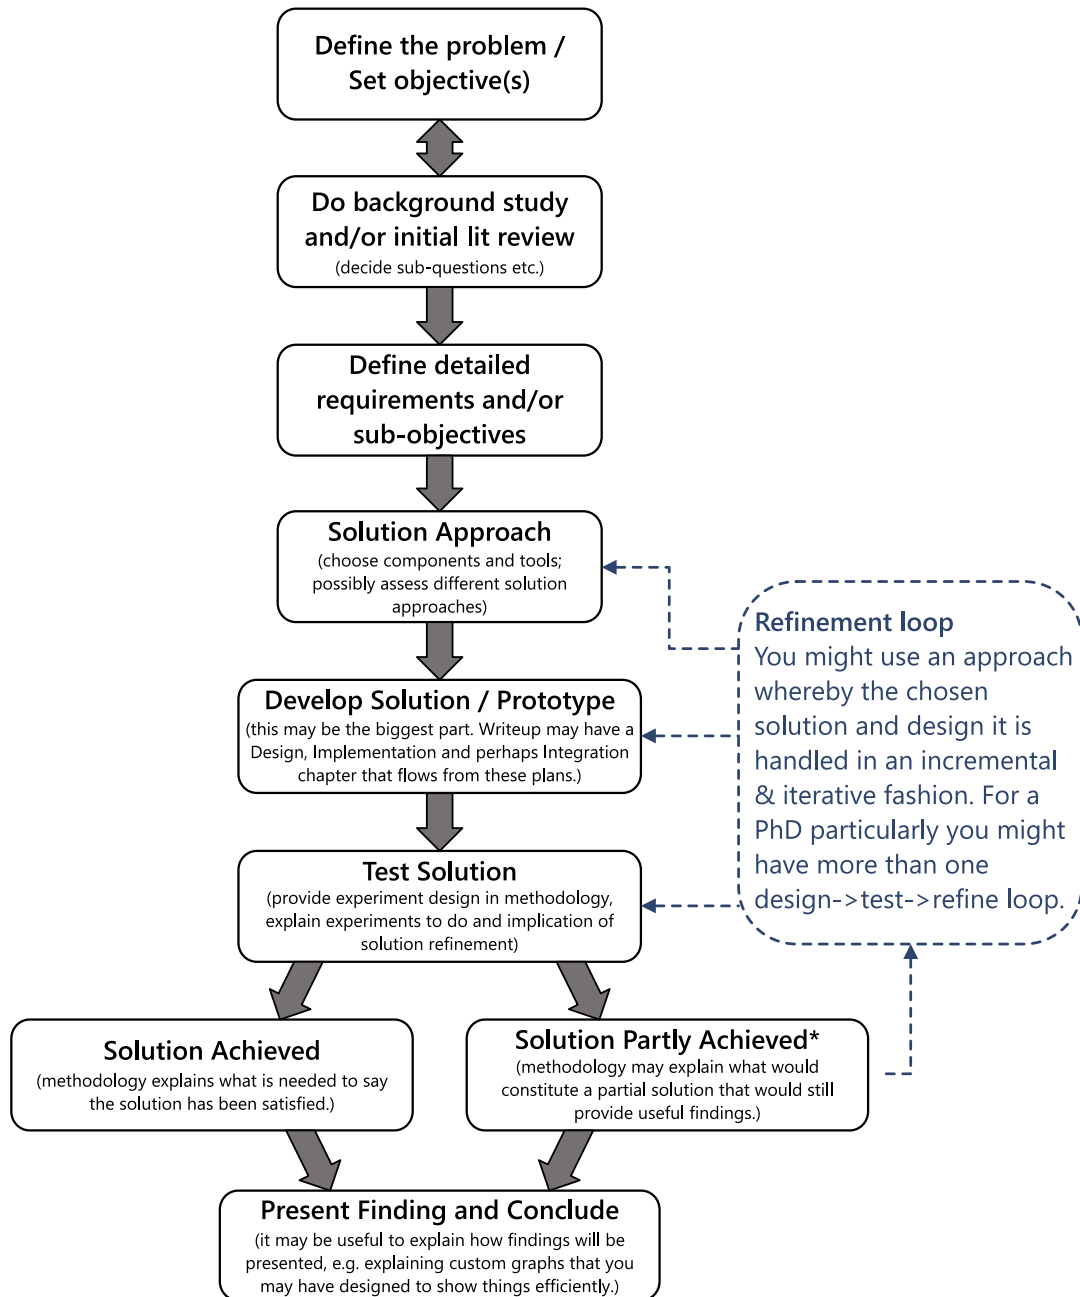 Define the problem /
Set objective(s)
Do background study
and/or initial lit review
(decide sub-questions etc.)
Define detailed
requirements and/or
sub-objectives
Solution Approach
(choose components and tools;
possibly assess different solution
approaches)
Develop Solution / Prototype
(this may be the biggest part. Writeup may have a
Design, Implementation and perhaps Integration
chapter that flows from these plans.)
Test Solution
(provide experiment design in methodology,
explain experiments to do and implication of
solution refinement)
Refinement loop
You might use an approach
whereby the chosen
solution and design it is
handled in an incremental
& iterative fashion. For a
PhD particularly you might
have more than one
design->test->refine loop.
Solution Achieved
(methodology explains what is needed to say
the solution has been satisfied.)
Solution Partly Achieved*
(methodology may explain what would
constitute a partial solution that would still
provide useful findings.)
Present Finding and Conclude
(it may be useful to explain how findings will be
presented, e.g. explaining custom graphs that you
may have designed to show things efficiently.)